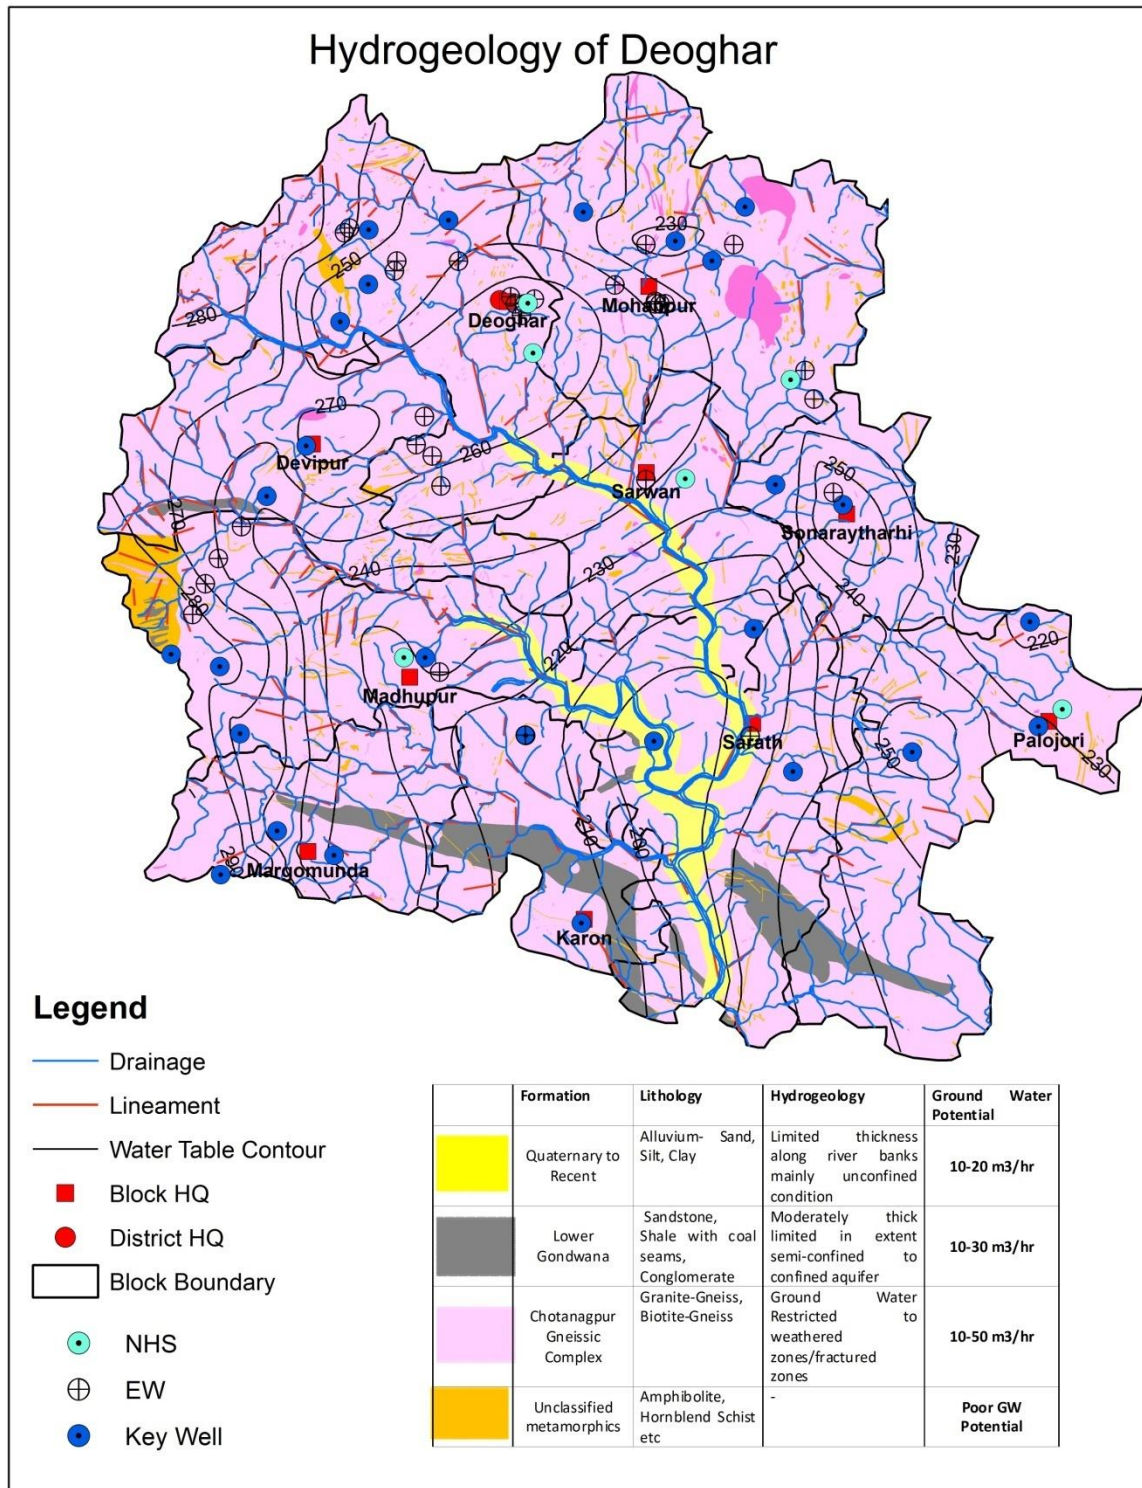 Hydrogeology of Deoghar
230
250
280
Mohanpur
Deoghar
270
Devipur
260
250
Sarwan
Sonaraytharhi
270
230
240
230
240
280
220
220
Madhupur
Sarath
250
Palojori
230
210
200
290
Margomunda
Karon
Legend
Drainage
Lineament
Water Table Contour
Block HQ
District HQ
Block Boundary
NHS
EW
Key Well
Formation Lithology Hydrogeology Ground Water
Potential
Quaternary to
Recent
Alluvium- Sand,
Silt, Clay
Limited thickness
along river banks
mainly unconfined
condition
10-20 m3/hr
Lower
Gondwana
Sandstone,
Shale with coal
seams,
Conglomerate
Moderately thick
limited in extent
semi-confined to
confined aquifer
10-30 m3/hr
Chotanagpur
Gneissic
Complex
Granite-Gneiss,
Biotite-Gneiss
Ground Water
Restricted to
weathered
zones/fractured
zones
10-50 m3/hr
Unclassified
metamorphics
Amphibolite,
Hornblend Schist
etc
-
Poor GW
Potential